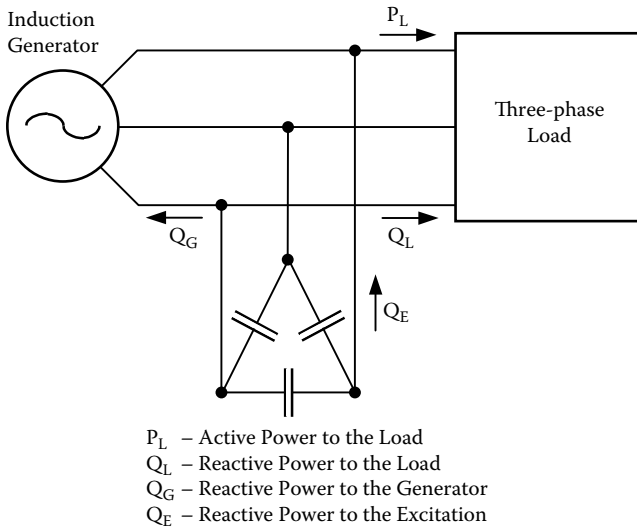 Induction
Generator
P_L
Three-phase
Load
Q_G
Q_L
Q_E
P_L – Active Power to the Load
Q_L – Reactive Power to the Load
Q_G – Reactive Power to the Generator
Q_E – Reactive Power to the Excitation